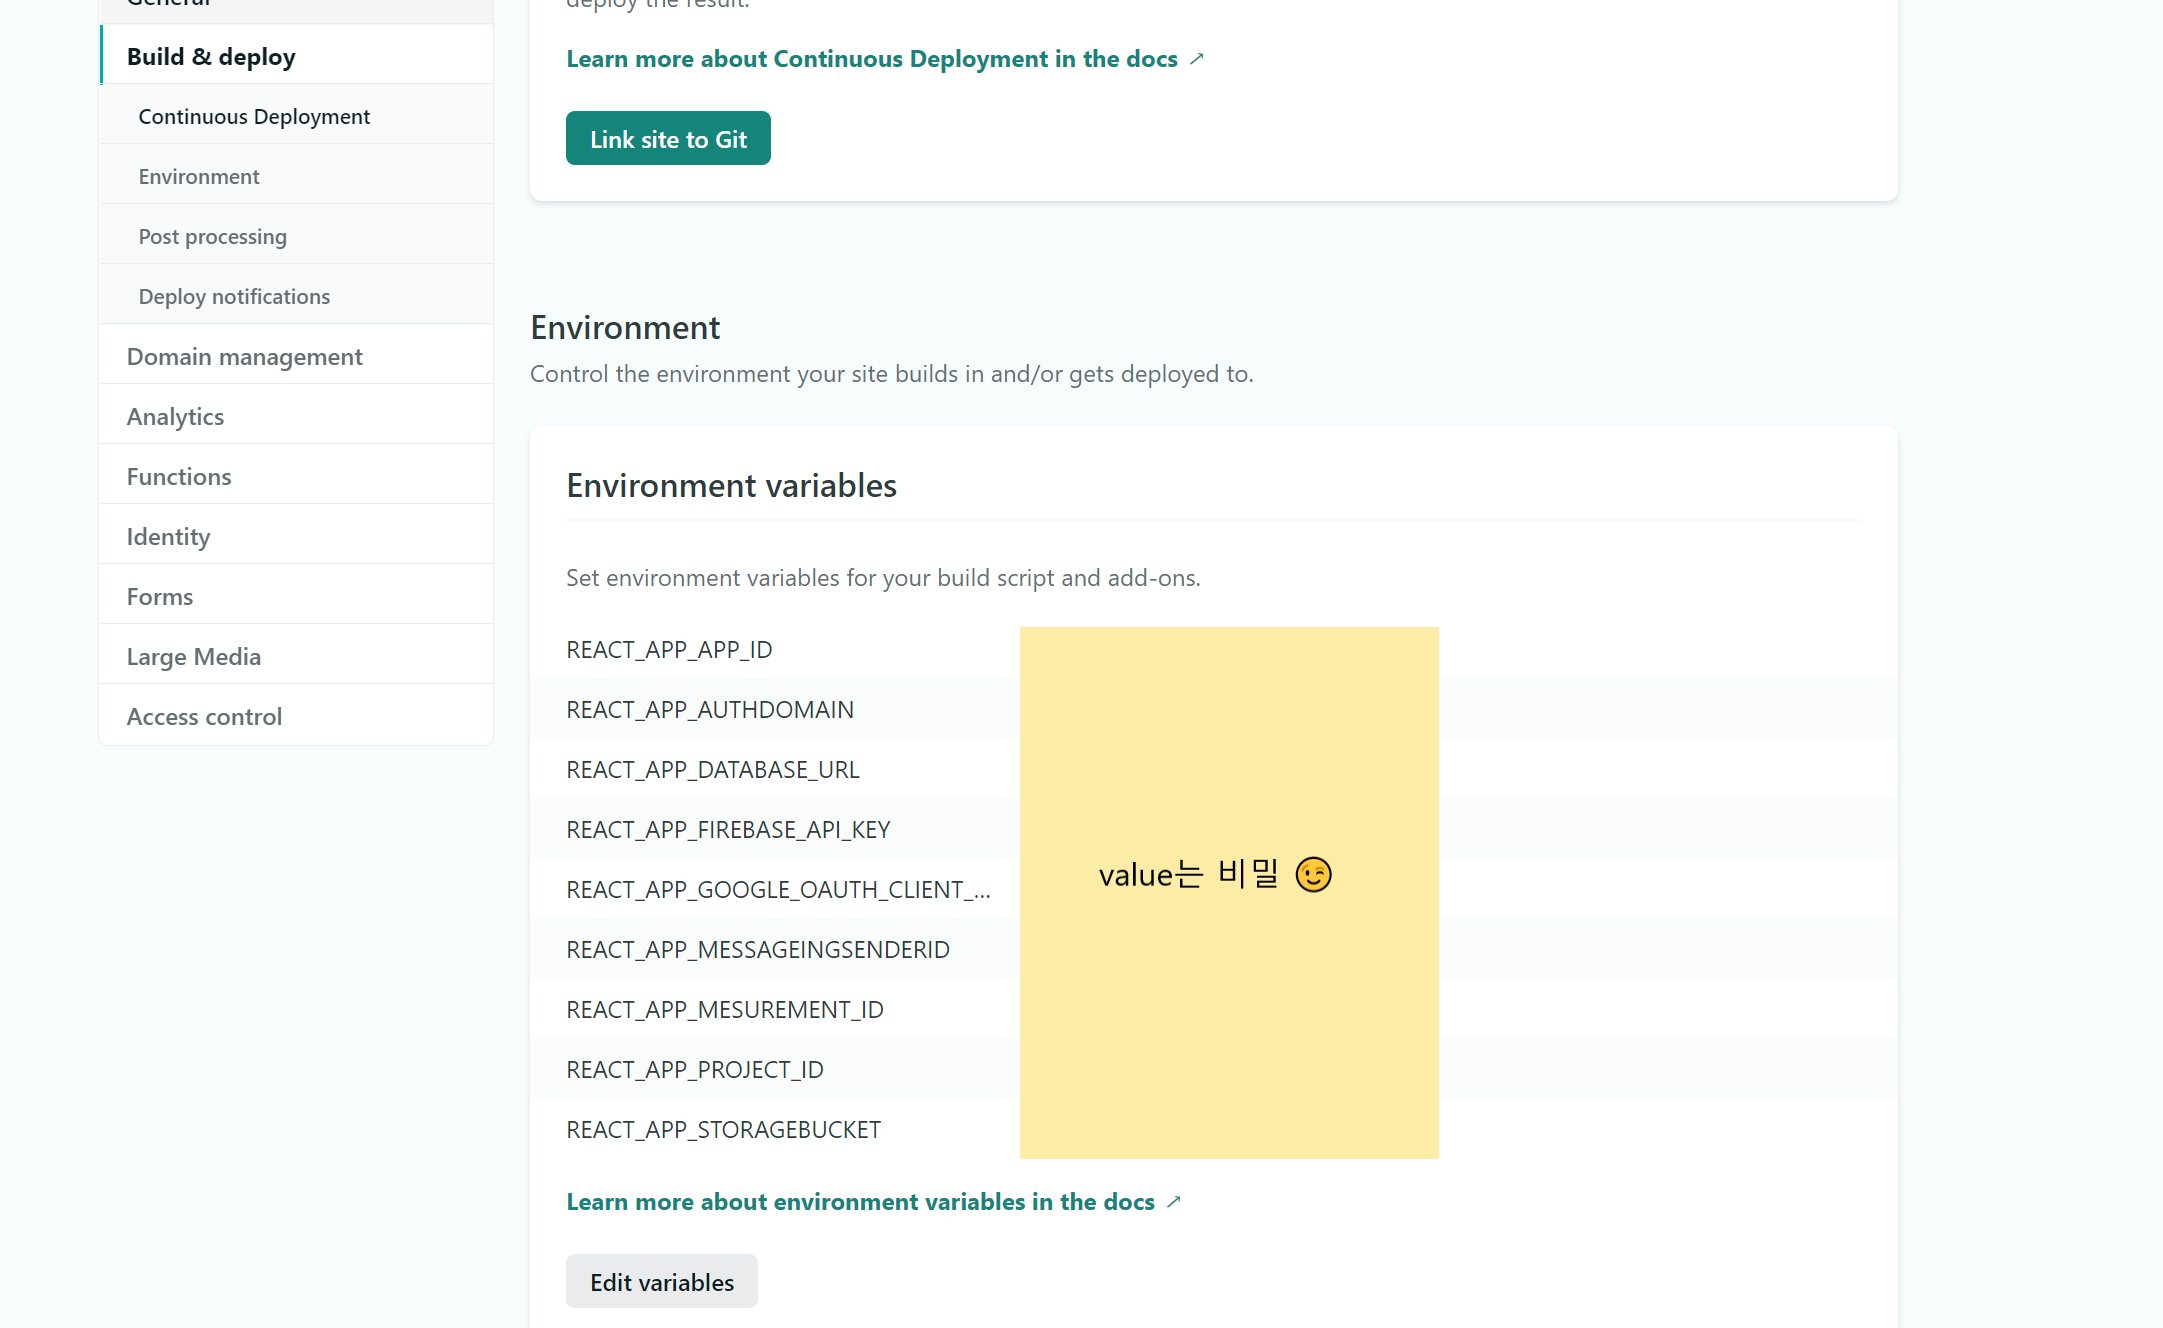 General
Build & deploy
Continuous Deployment
Environment
Post processing
Deploy notifications
Domain management
Analytics
Functions
Identity
Forms
Large Media
Access control
deploy the result.
Learn more about Continuous Deployment in the docs ↗
Link site to Git
Environment
Control the environment your site builds in and/or gets deployed to.
Environment variables
Set environment variables for your build script and add-ons.
REACT_APP_APP_ID
REACT_APP_AUTHDOMAIN
REACT_APP_DATABASE_URL
REACT_APP_FIREBASE_API_KEY
REACT_APP_GOOGLE_OAUTH_CLIENT_...
REACT_APP_MESSAGEINGSENDERID
REACT_APP_MESUREMENT_ID
REACT_APP_PROJECT_ID
REACT_APP_STORAGEBUCKET
value는 비밀 😉
Learn more about environment variables in the docs ↗
Edit variables